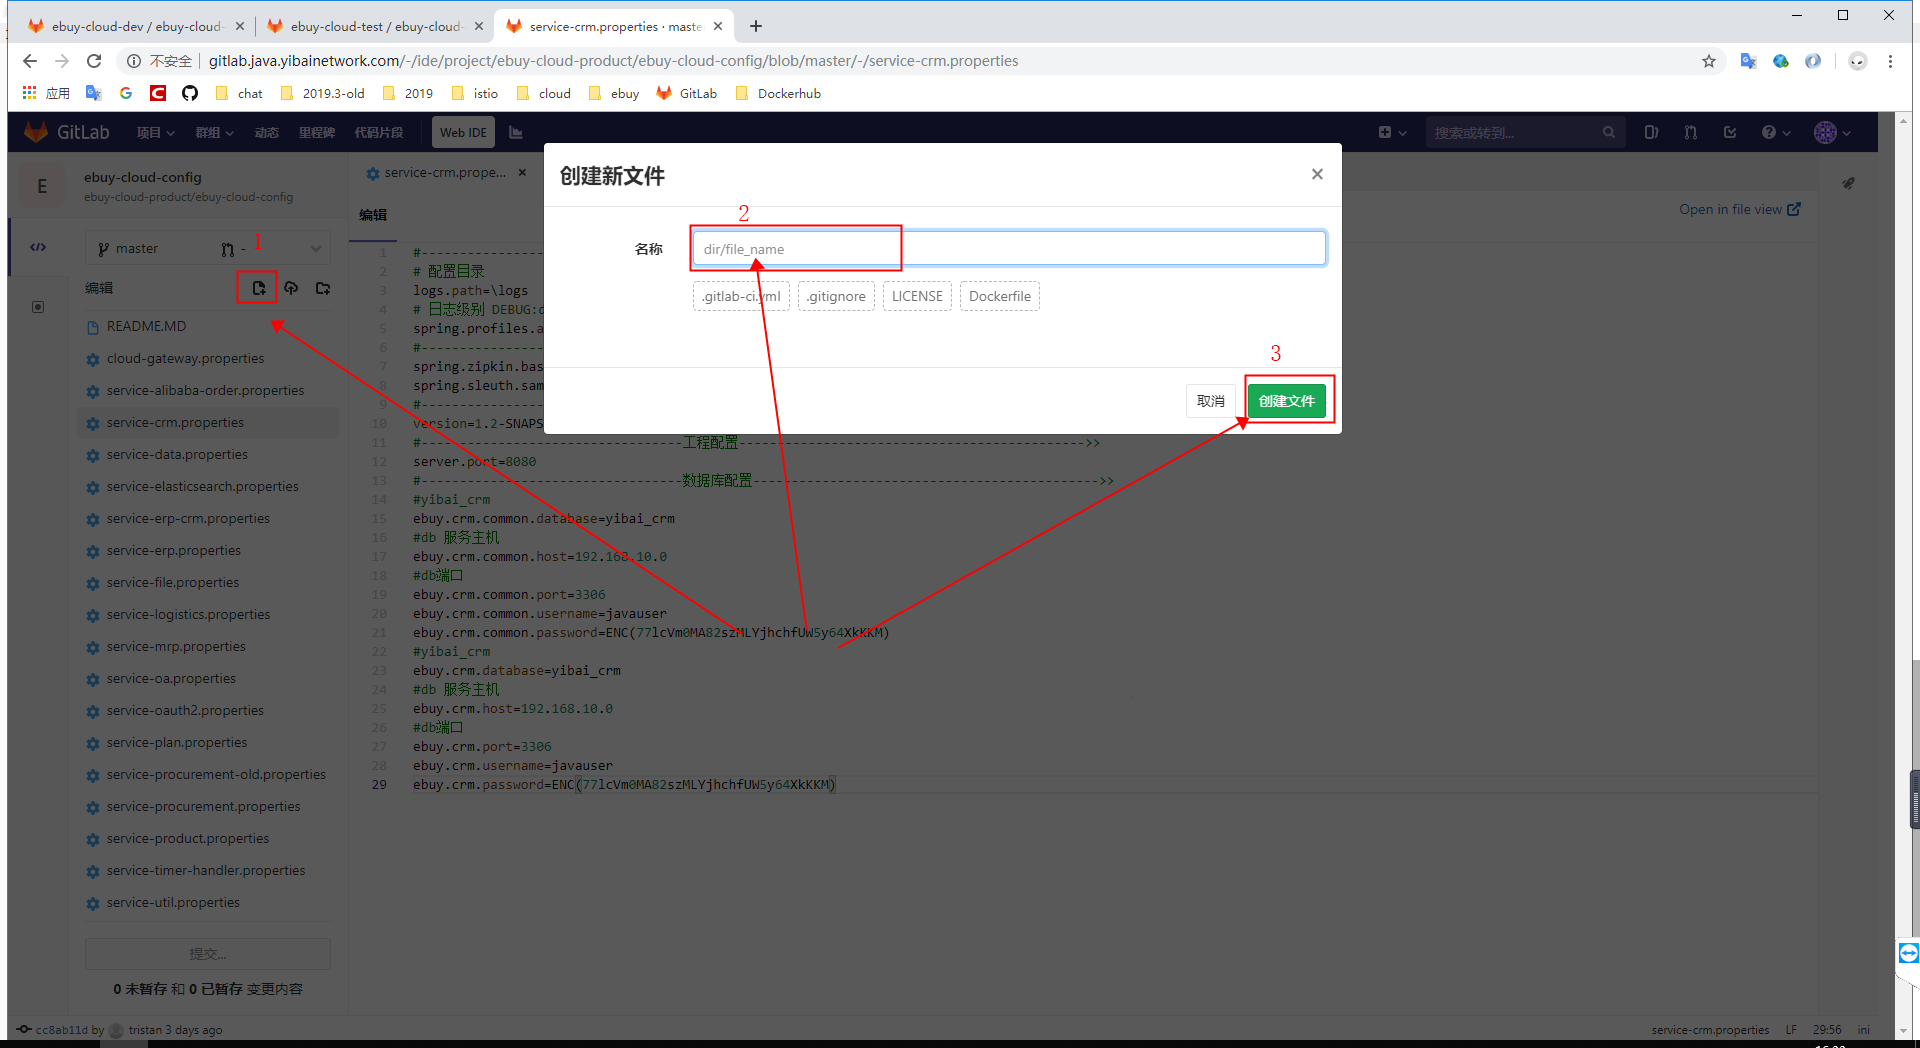 ebuy-cloud-dev / ebuy-cloud-
ebuy-cloud-test / ebuy-cloud-
service-crm.properties · maste
不安全 | gitlab.java.yibainetwork.com/-/ide/project/ebuy-cloud-product/ebuy-cloud-config/blob/master/-/service-crm.properties
应用 chat 2019.3-old 2019 istio cloud ebuy GitLab Dockerhub
GitLab 项目 群组 动态 里程碑 代码片段 Web IDE 搜索或转到...
E
ebuy-cloud-config
ebuy-cloud-product/ebuy-cloud-config
master
-
1
编辑
README.MD
cloud-gateway.properties
service-alibaba-order.properties
service-crm.properties
service-data.properties
service-elasticsearch.properties
service-erp-crm.properties
service-erp.properties
service-file.properties
service-logistics.properties
service-mrp.properties
service-oa.properties
service-oauth2.properties
service-plan.properties
service-procurement-old.properties
service-procurement.properties
service-product.properties
service-timer-handler.properties
service-util.properties
提交...
0 未暂存 和 0 已暂存 变更内容
service-crm.prope...
编辑
Open in file view
创建新文件
×
2
名称
dir/file_name
.gitlab-ci.yml .gitignore LICENSE Dockerfile
3
取消 创建文件
1 #----------------
2 # 配置目录
3 logs.path=\logs
4 # 日志级别 DEBUG:d
5 spring.profiles.a
6 #----------------
7 spring.zipkin.bas
8 spring.sleuth.sam
9 #----------------
10 version=1.2-SNAPS
11 #----------------------------------工程配置--------------------------------------------->>
12 server.port=8080
13 #----------------------------------数据库配置--------------------------------------------->>
14 #yibai_crm
15 ebuy.crm.common.database=yibai_crm
16 #db 服务主机
17 ebuy.crm.common.host=192.168.10.0
18 #db端口
19 ebuy.crm.common.port=3306
20 ebuy.crm.common.username=javauser
21 ebuy.crm.common.password=ENC(77lcVm0MA82szMLYjhchfUW5y64XkKKM)
22 #yibai_crm
23 ebuy.crm.database=yibai_crm
24 #db 服务主机
25 ebuy.crm.host=192.168.10.0
26 #db端口
27 ebuy.crm.port=3306
28 ebuy.crm.username=javauser
29 ebuy.crm.password=ENC(77lcVm0MA82szMLYjhchfUW5y64XkKKM)
cc8ab11d by tristan 3 days ago
service-crm.properties LF 29:56 ini